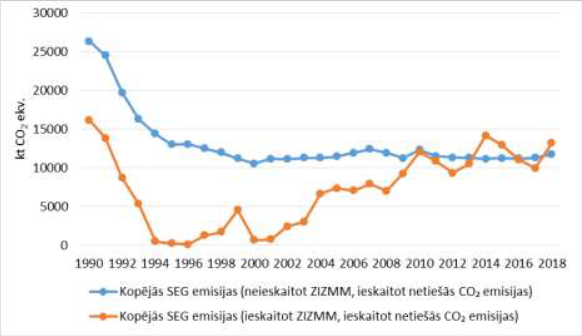 30000
25000
20000
15000
10000
5000
0
kt CO₂ ekv.
1990 1992 1994 1996 1998 2000 2002 2004 2006 2008 2010 2012 2014 2016 2018
Kopējās SEG emisijas (neieskaitot ZIZMM, ieskaitot netiešās CO₂ emisijas)
Kopējās SEG emisijas (ieskaitot ZIZMM, ieskaitot netiešās CO₂ emisijas)